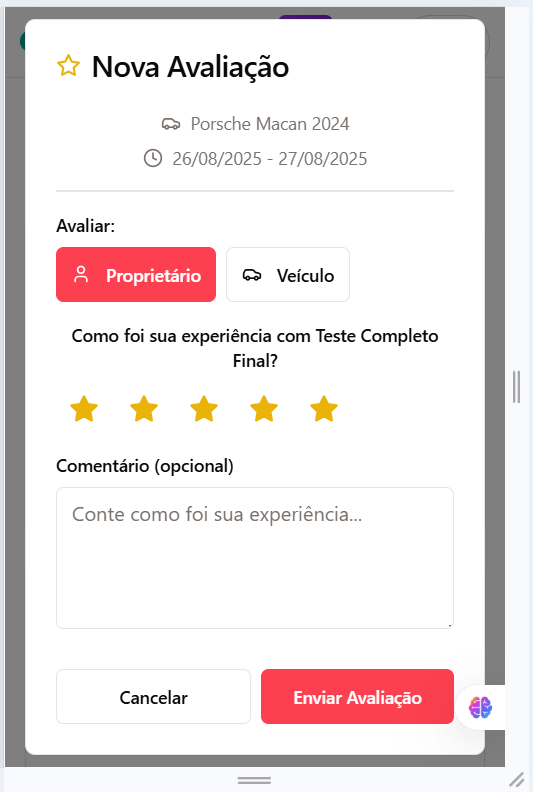 Nova Avaliação
Porsche Macan 2024
26/08/2025 - 27/08/2025
Avaliar:
Proprietário
Veículo
Como foi sua experiência com Teste Completo
Final?
Comentário (opcional)
Conte como foi sua experiência...
Cancelar
Enviar Avaliação